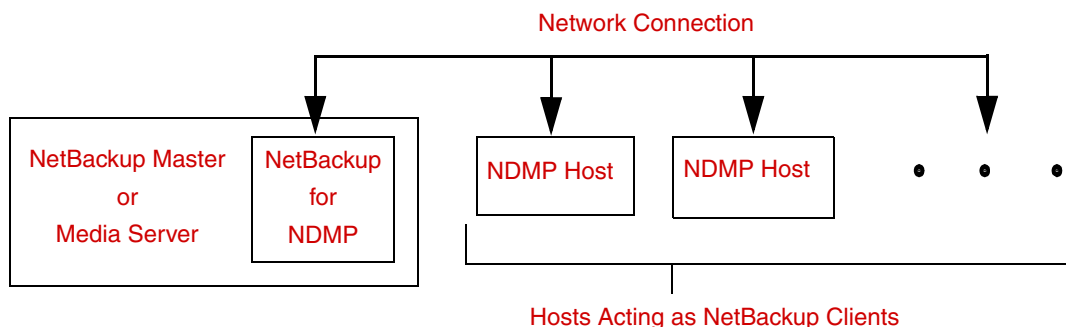 Network Connection
NetBackup Master
or
Media Server
NetBackup
for
NDMP
NDMP Host
NDMP Host
Hosts Acting as NetBackup Clients